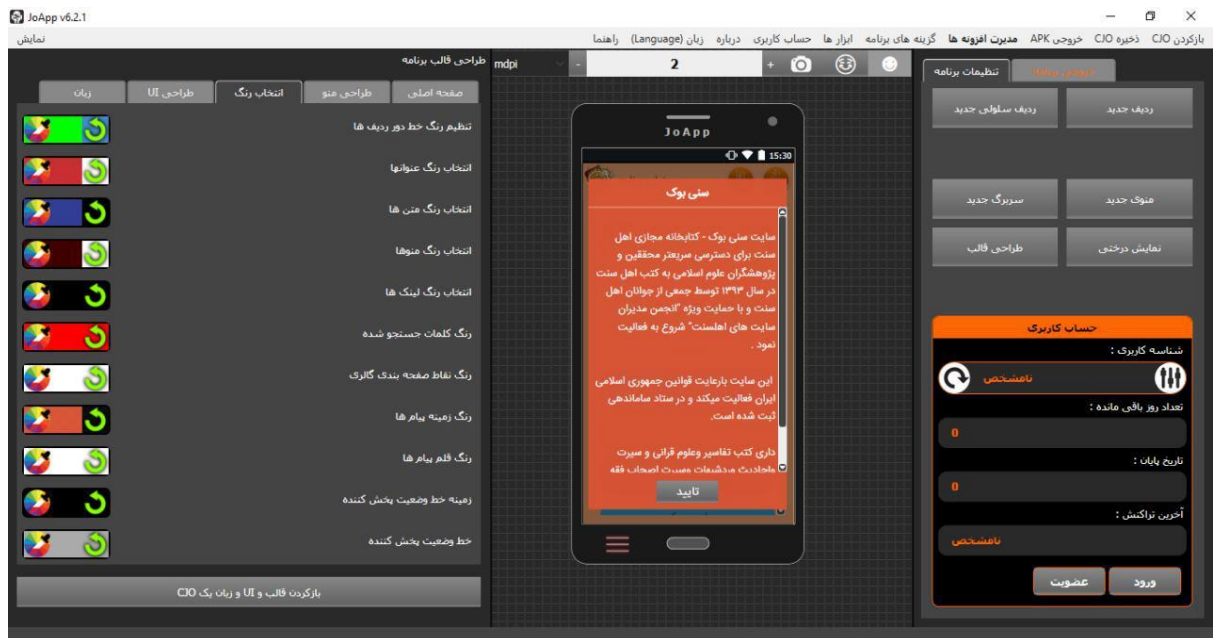 JoApp v6.2.1
بازکردن CJO ذخیره CJO خروجی APK مدیرت افزونه ها گزینه های برنامه ابزار ها حساب کاربری درباره زبان (Language) راهنما
نمایش
طراحی قالب برنامه
صفحه اصلی
طراحی منو
انتخاب رنگ
طراحی UI
زبان
تنظیم رنگ خط دور ردیف ها
انتخاب رنگ عنوانها
انتخاب رنگ متن ها
انتخاب رنگ منوها
انتخاب رنگ لینک ها
رنگ کلمات جستجو شده
رنگ نقاط صفحه بندی گالری
رنگ زمینه پیام ها
رنگ قلم پیام ها
زمینه خط وضعیت پخش کننده
خط وضعیت پخش کننده
بازکردن قالب و UI و زبان یک CJO
mdpi
-
2
+
JoApp
15:30
سنی بوک
سایت سنی بوک - کتابخانه مجازی اهل
سنت برای دسترسی سریعتر محققین و
پژوهشگران علوم اسلامی به کتب اهل سنت
در سال ۱۳۹۳ توسط جمعی از جوانان اهل
سنت و با حمایت ویژه "انجمن مدیران
سایت های اهلسنت" شروع به فعالیت
نمود .
این سایت بارعایت قوانین جمهوری اسلامی
ایران فعالیت میکند و در ستاد ساماندهی
ثبت شده است.
داری کتب تفاسیر وعلوم قرانی و سیرت
تایید
تنظیمات برنامه
ردیف جدید
ردیف سلولی جدید
منوی جدید
سربرگ جدید
نمایش درختی
طراحی قالب
حساب کاربری
شناسه کاربری :
نامشخص
تعداد روز باقی مانده :
0
تاریخ پایان :
0
آخرین تراکنش :
نامشخص
ورود
عضویت